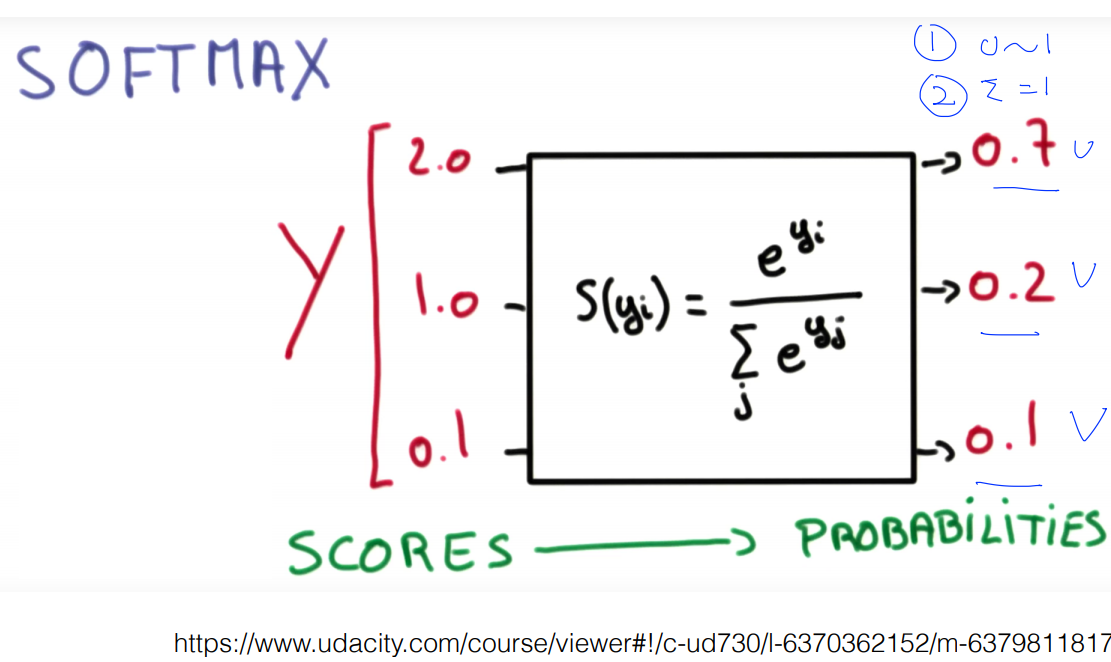 SOFTMAX
① 0~1
② Σ = 1
Y
2.0 → 0.7 v
1.0 → 0.2 v
0.1 → 0.1 v
S(yᵢ) = e^{yᵢ} / Σⱼ e^{yⱼ}
SCORES → PROBABILITIES
https://www.udacity.com/course/viewer#!/c-ud730/l-6370362152/m-6379811817